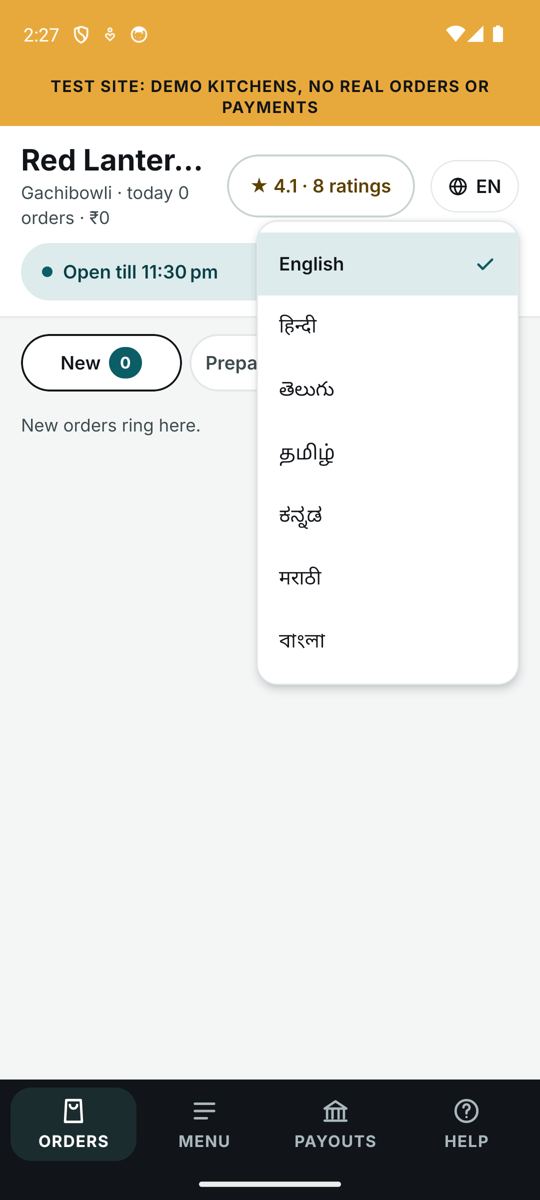 2:27
TEST SITE: DEMO KITCHENS, NO REAL ORDERS OR
PAYMENTS
Red Lanter...
★ 4.1 · 8 ratings
EN
Gachibowli · today 0
orders · ₹0
Open till 11:30 pm
English
हिन्दी
తెలుగు
தமிழ்
ಕನ್ನಡ
मराठी
বাংলা
New 0
Prepa
New orders ring here.
ORDERS
MENU
PAYOUTS
HELP